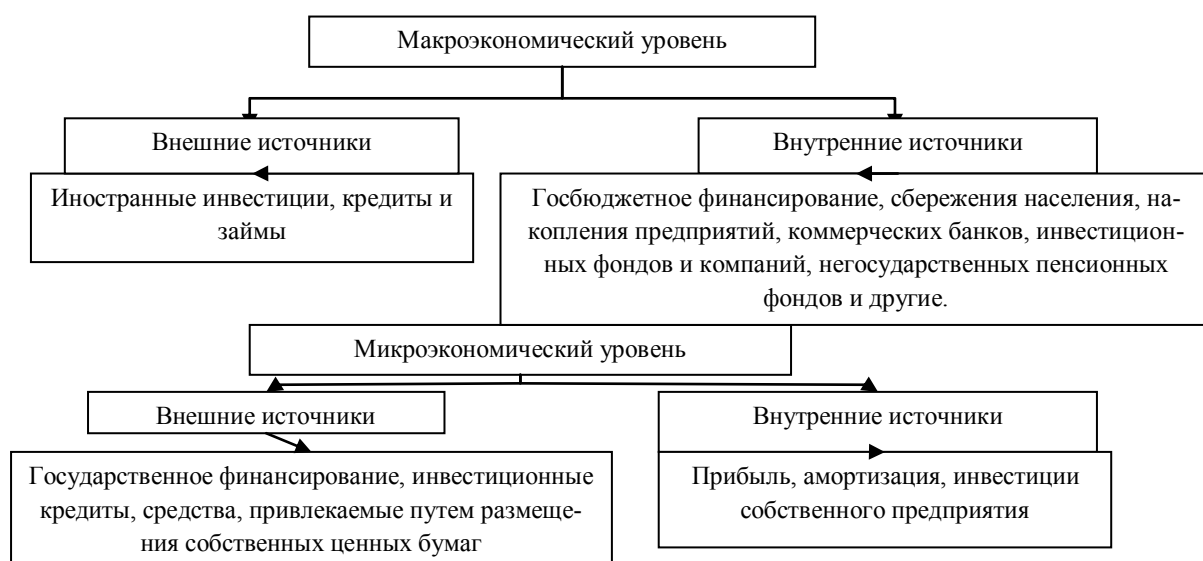 Макроэкономический уровень
Внешние источники
Внутренние источники
Иностранные инвестиции, кредиты и
займы
Госбюджетное финансирование, сбережения населения, на-
копления предприятий, коммерческих банков, инвестицион-
ных фондов и компаний, негосударственных пенсионных
фондов и другие.
Микроэкономический уровень
Внешние источники
Внутренние источники
Государственное финансирование, инвестиционные
кредиты, средства, привлекаемые путем размеще-
ния собственных ценных бумаг
Прибыль, амортизация, инвестиции
собственного предприятия